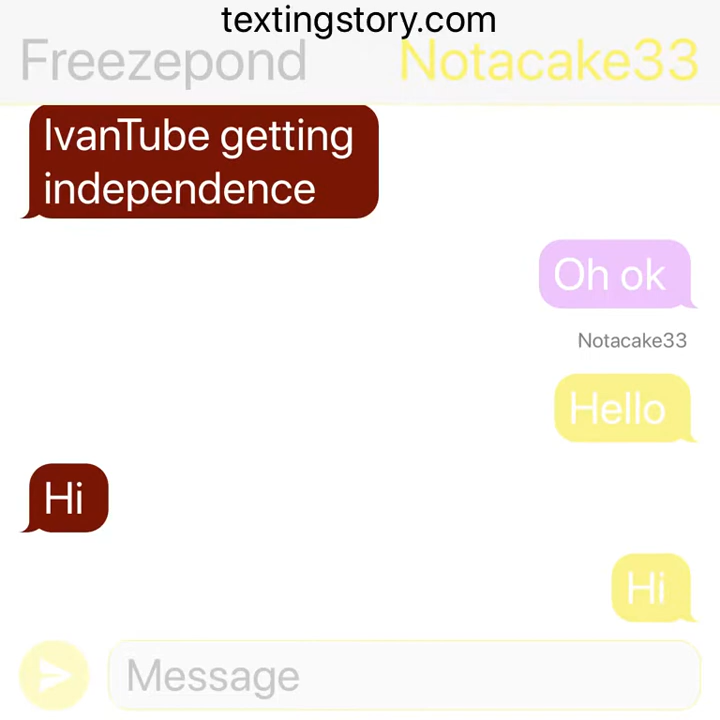 textingstory.com
Freezepond Notacake33
IvanTube getting
independence
Oh ok
Notacake33
Hello
Hi
Hi
Message